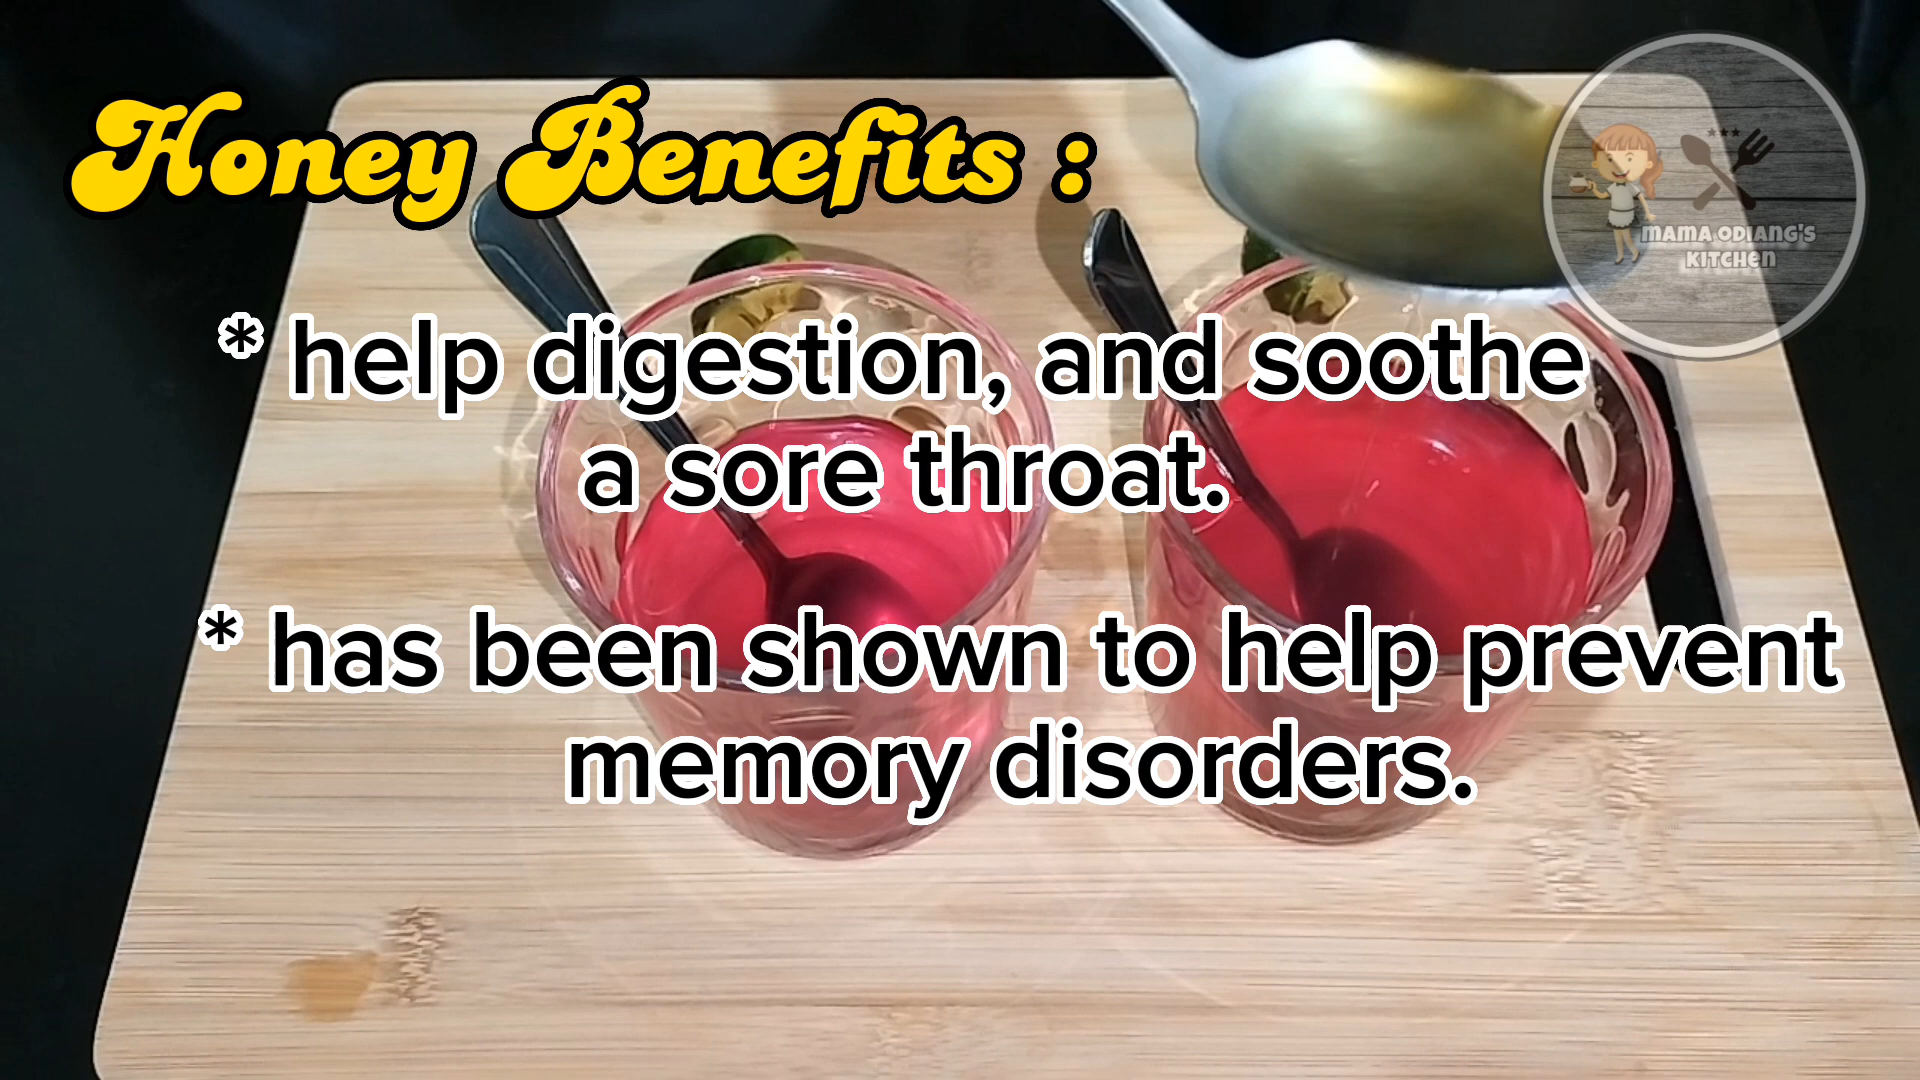 Honey Benefits :
MAMA ODIANG'S
KITCHEN
* help digestion, and soothe
a sore throat.
* has been shown to help prevent
memory disorders.